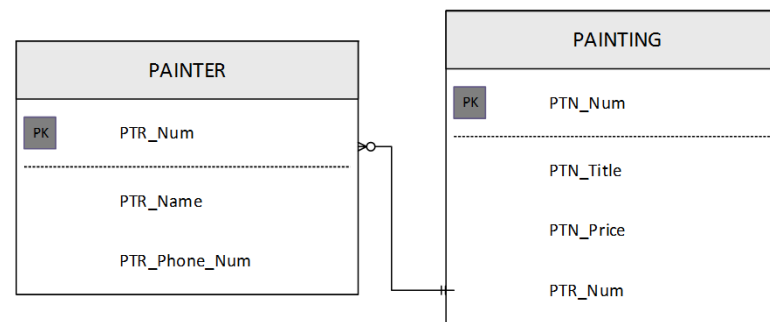 PAINTER
PK PTR_Num
PTR_Name
PTR_Phone_Num
PAINTING
PK PTN_Num
PTN_Title
PTN_Price
PTR_Num